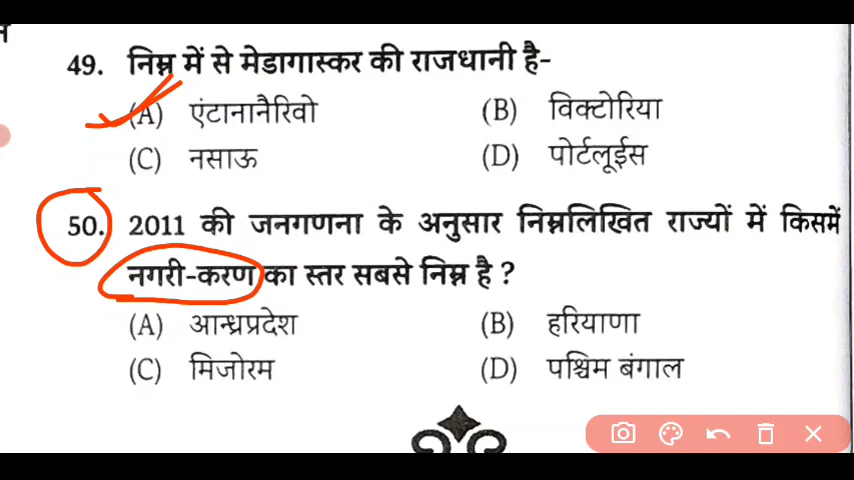 49. निम्न में से मेडागास्कर की राजधानी है-
(A) एंटानानैरिवो (B) विक्टोरिया
(C) नसाऊ (D) पोर्टलूईस
50. 2011 की जनगणना के अनुसार निम्नलिखित राज्यों में किसमें
नगरी-करण का स्तर सबसे निम्न है ?
(A) आन्ध्रप्रदेश (B) हरियाणा
(C) मिजोरम (D) पश्चिम बंगाल